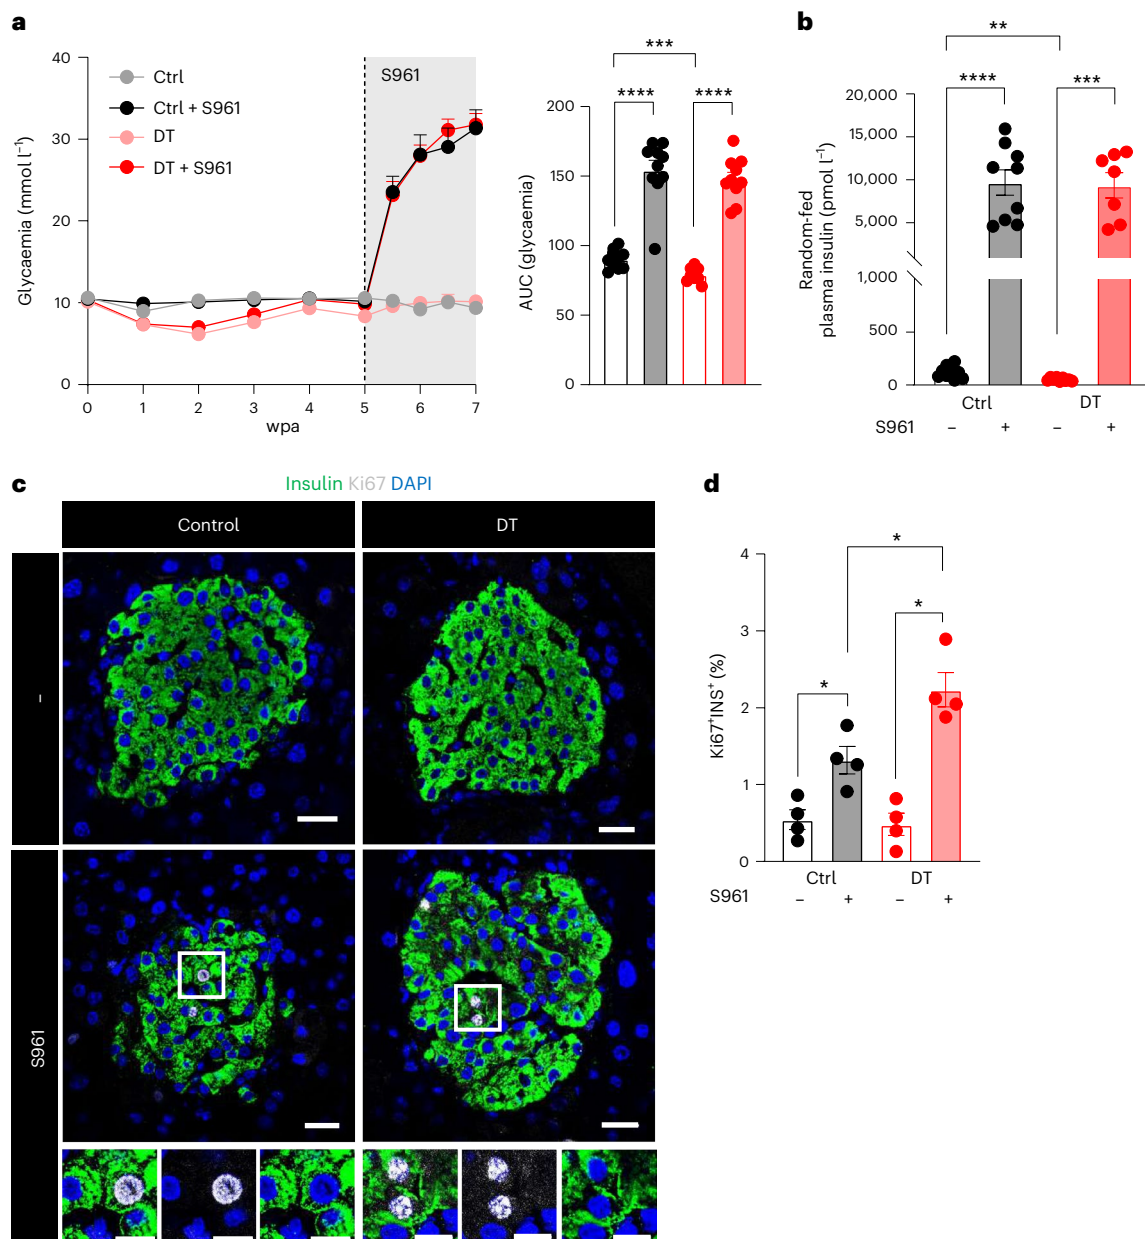 a
40
30
20
10
0
Glycaemia (mmol l⁻¹)
Ctrl
Ctrl + S961
DT
DT + S961
S961
0 1 2 3 4 5 6 7
wpa
***
**** ****
200
150
100
50
0
AUC (glycaemia)
b
**
**** ***
20,000
15,000
10,000
5,000
1,000
500
0
Random-fed
plasma insulin (pmol l⁻¹)
Ctrl DT
S961 – + – +
c
Insulin Ki67 DAPI
Control DT
–
S961
d
*
*
*
4
3
2
1
0
Ki67⁺INS⁺ (%)
Ctrl DT
S961 – + – +